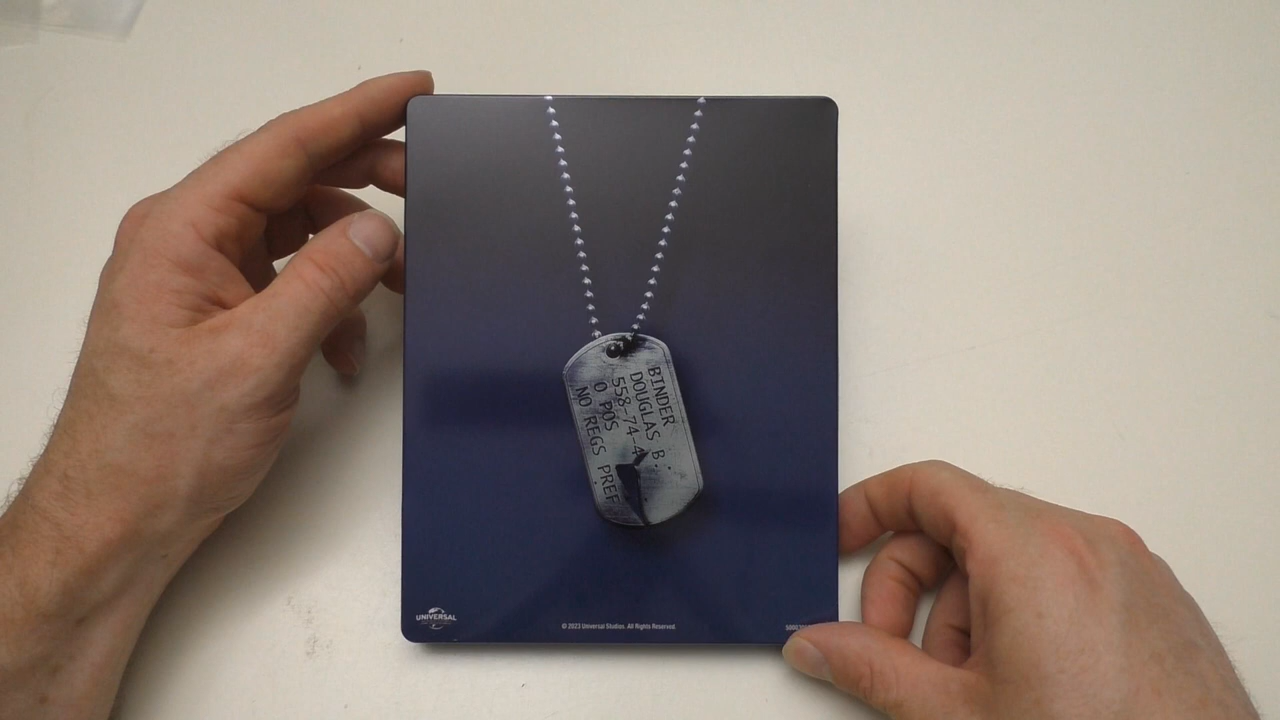 BINDER
DOUGLAS B.
558-74-4
O POS
NO REGS PREF
UNIVERSAL
© 2023 Universal Studios. All Rights Reserved.